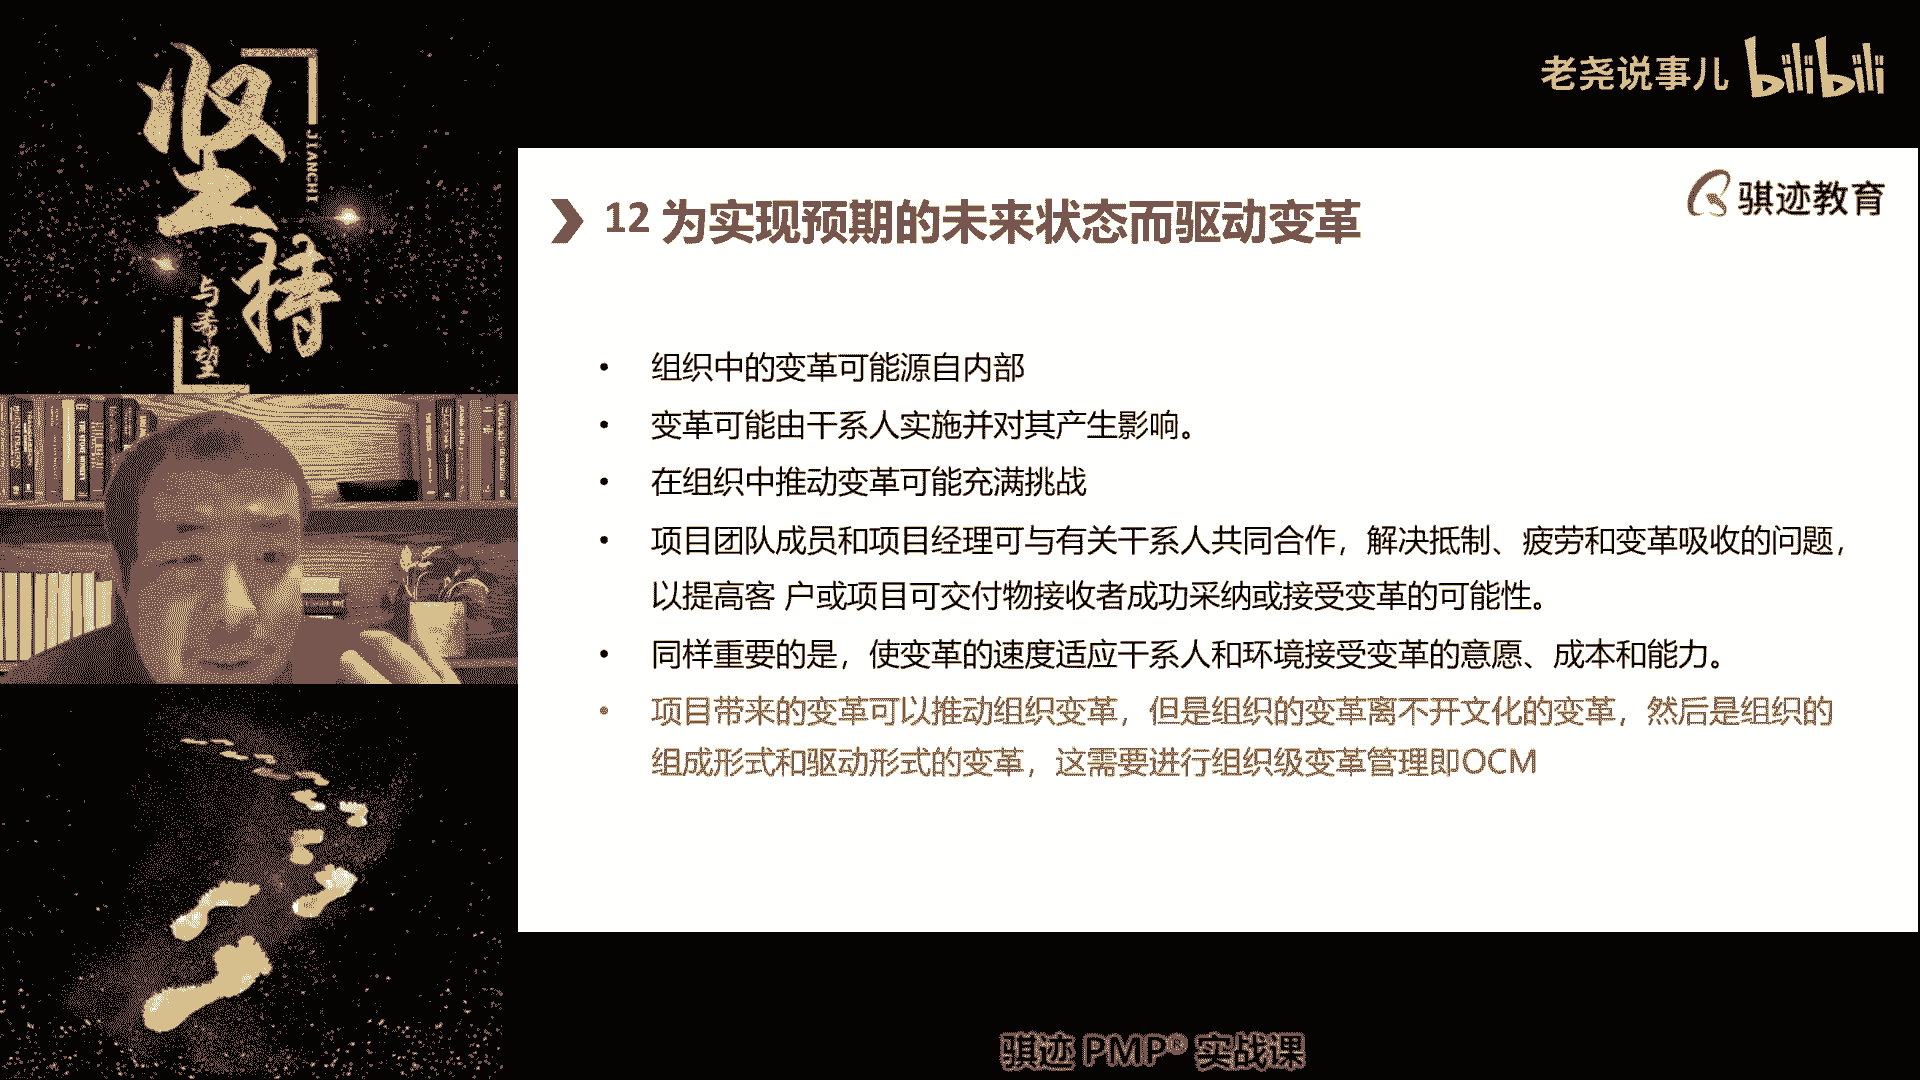 坚持
JIANCHI
与希望
老尧说事儿 bilibili
骐迹教育
12 为实现预期的未来状态而驱动变革
• 组织中的变革可能源自内部
• 变革可能由干系人实施并对其产生影响。
• 在组织中推动变革可能充满挑战
• 项目团队成员和项目经理可与有关干系人共同合作，解决抵制、疲劳和变革吸收的问题，
以提高客 户或项目可交付物接收者成功采纳或接受变革的可能性。
• 同样重要的是，使变革的速度适应干系人和环境接受变革的意愿、成本和能力。
• 项目带来的变革可以推动组织变革，但是组织的变革离不开文化的变革，然后是组织的
组成形式和驱动形式的变革，这需要进行组织级变革管理即OCM
骐迹 PMP® 实战课